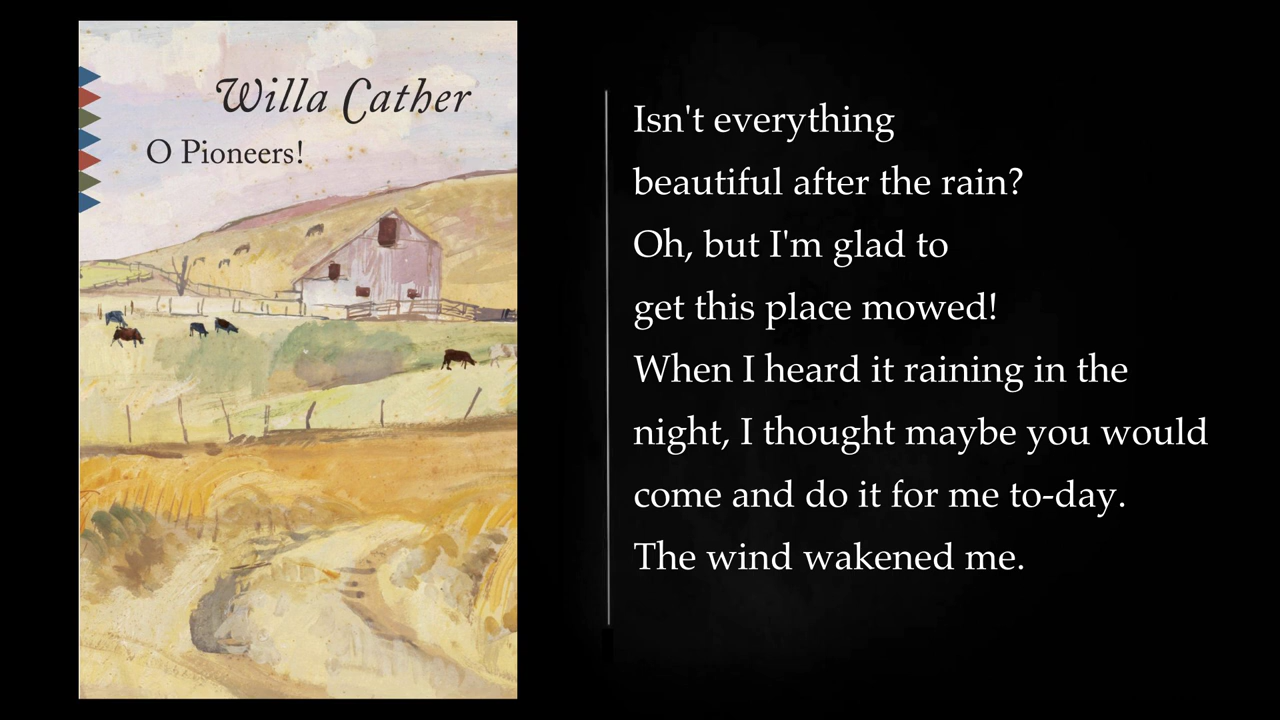 Willa Cather
O Pioneers!
Isn't everything
beautiful after the rain?
Oh, but I'm glad to
get this place mowed!
When I heard it raining in the
night, I thought maybe you would
come and do it for me to-day.
The wind wakened me.